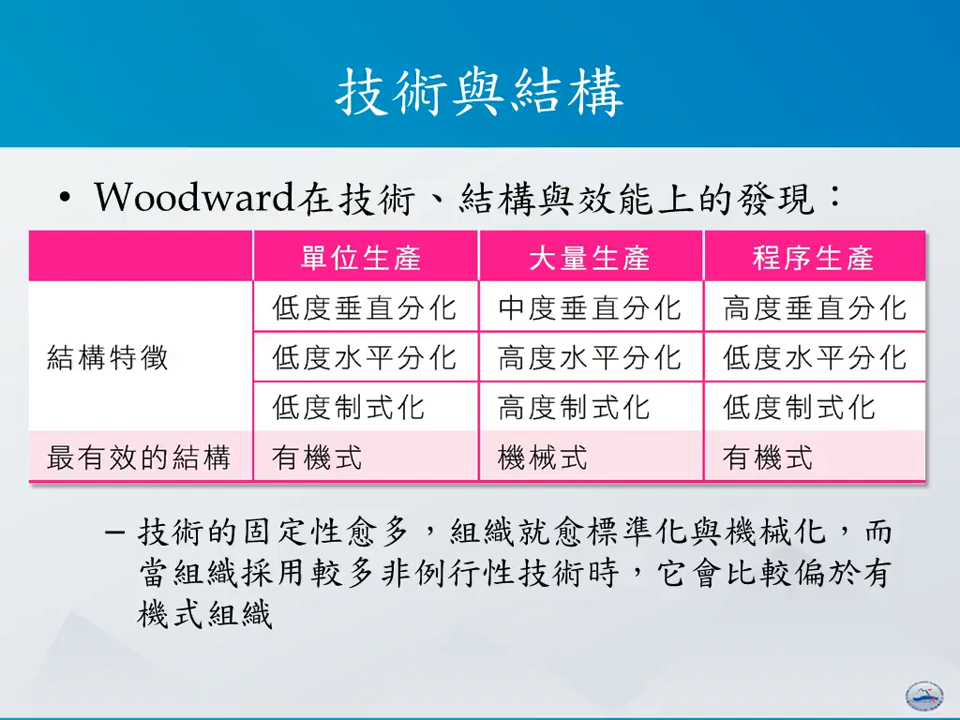 技術與結構
• Woodward在技術、結構與效能上的發現：
單位生產 大量生產 程序生產
結構特徵 低度垂直分化 中度垂直分化 高度垂直分化
低度水平分化 高度水平分化 低度水平分化
低度制式化 高度制式化 低度制式化
最有效的結構 有機式 機械式 有機式
– 技術的固定性愈多，組織就愈標準化與機械化，而
當組織採用較多非例行性技術時，它會比較偏於有
機式組織